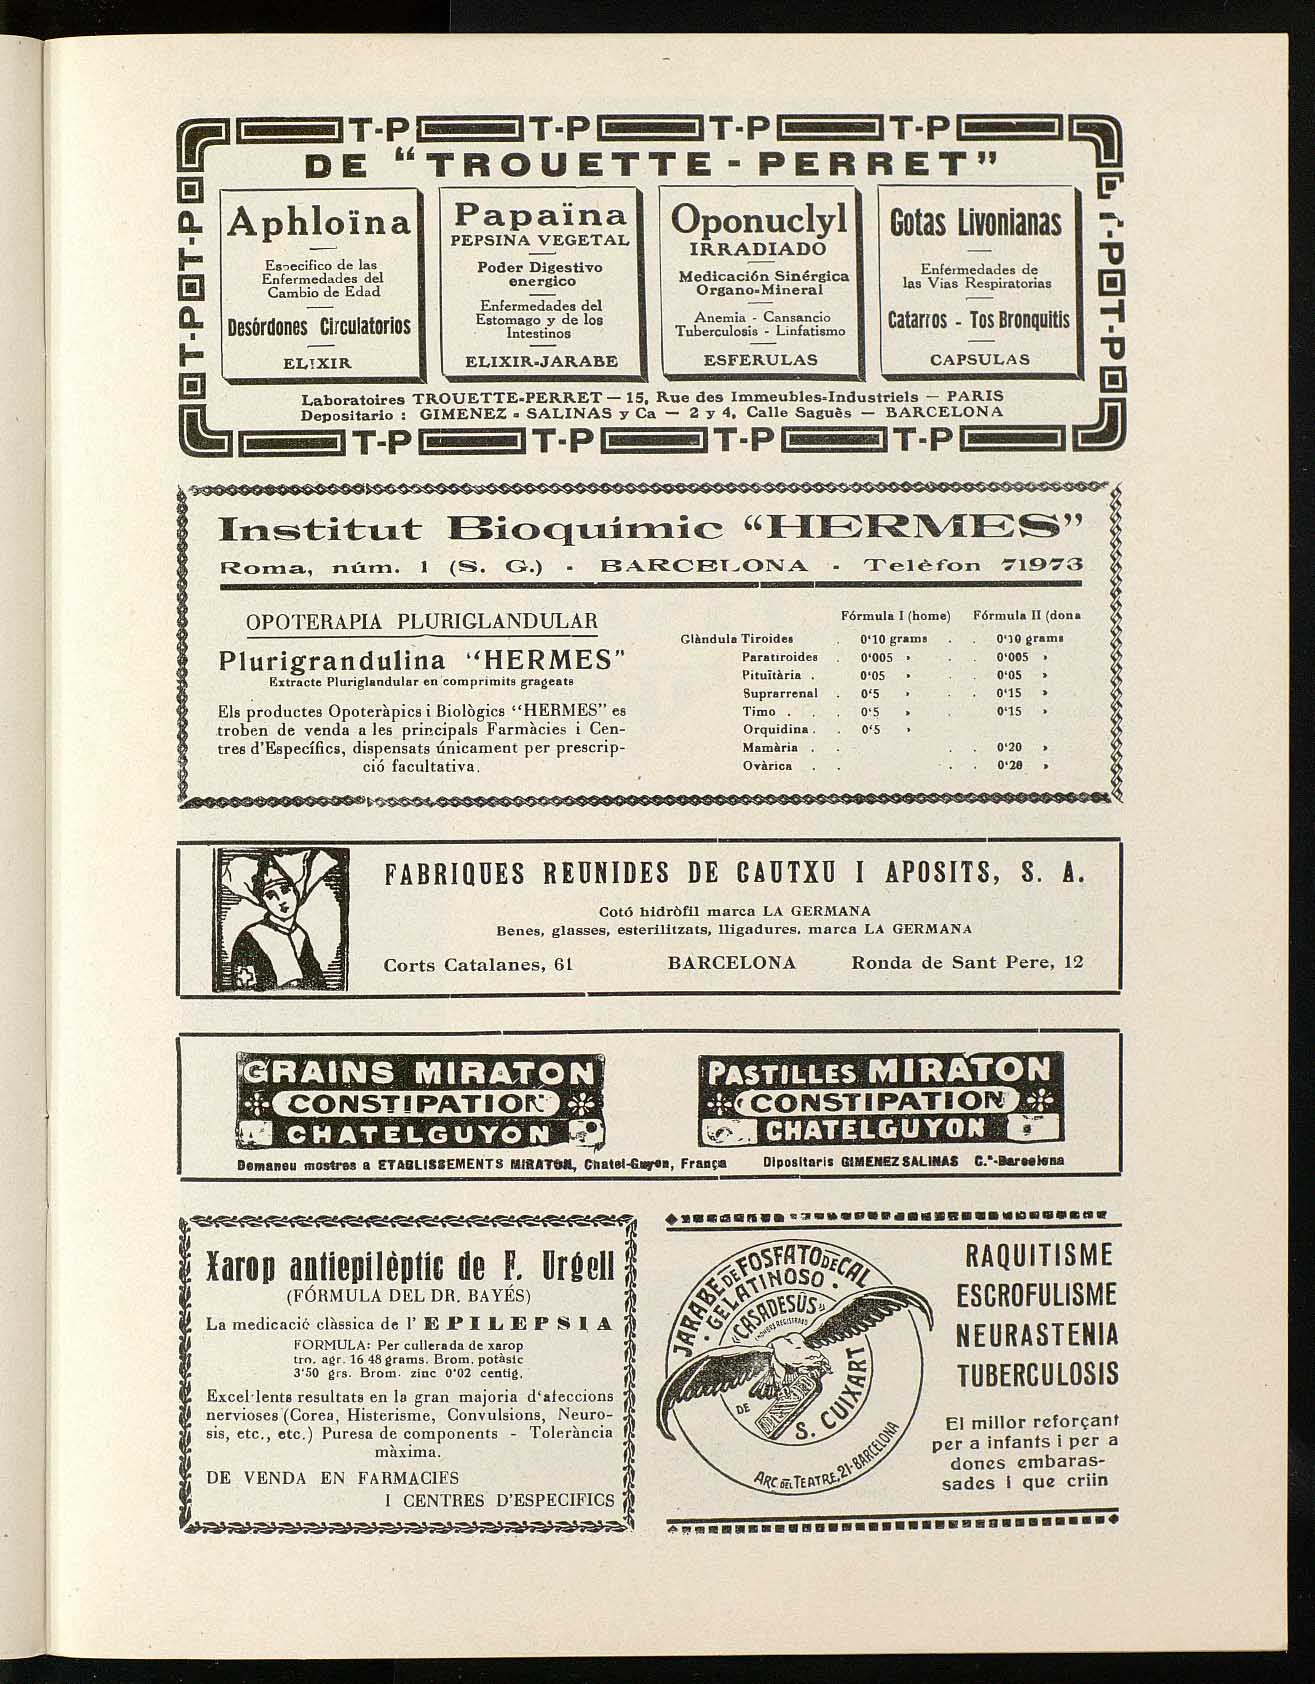 T-P T-P T-P T-P
DE “TROUETTE-PERRET”
Aphloïna
Especifico de las
Enfermedades del
Cambio de Edad
Desórdones Circulatorios
ELIXIR
Papaïna
PEPSINA VEGETAL
Poder Digestivo
energico
Enfermedades del
Estomago y de los
Intestinos
ELIXIR-JARABE
Oponuclyl
IRRADIADO
Medicación Sinérgica
Organo-Mineral
Anemia - Cansancio
Tuberculosis - Linfatismo
ESFERULAS
Gotas Livonianas
Enfermedades de
las Vias Respiratorias
Catarros - Tos Bronquitis
CAPSULAS
T-P T-P
T-P T-P
Laboratoires TROUETTE-PERRET — 15, Rue des Immeubles-Industriels — PARIS
Depositario : GIMENEZ - SALINAS y Ca — 2 y 4, Calle Saguès — BARCELONA
T-P T-P T-P T-P
Institut Bioquímic “HERMES”
Roma, núm. 1 (S. G.) - BARCELONA - Telèfon 71973
OPOTERAPIA PLURIGLANDULAR
Plurigrandulina “HERMES”
Extracte Pluriglandular en comprimits grageats
Els productes Opoteràpics i Biològics “HERMES” es
troben de venda a les principals Farmàcies i Cen-
tres d'Específics, dispensats únicament per prescrip-
ció facultativa.
Fórmula I (home) Fórmula II (dona
Glàndula Tiroides . 0'10 grams . . 0'10 grams
Paratiroides . 0'005 » . . 0'005 »
Pituïtària . 0'05 » . . 0'05 »
Suprarrenal . 0'5 » . . 0'15 »
Timo . . . 0'5 » . 0'15 »
Orquidina . . 0'5 »
Mamària . . . . 0'20 »
Ovàrica . . . . 0'20 »
FABRIQUES REUNIDES DE CAUTXU I APOSITS, S. A.
Cotó hidròfil marca LA GERMANA
Benes, glasses, esterilitzats, lligadures, marca LA GERMANA
Corts Catalanes, 61 BARCELONA Ronda de Sant Pere, 12
GRAINS MIRATON
CONSTIPATION
CHATELGUYON
PASTILLES MIRATON
CONSTIPATION
CHATELGUYON
Demaneu mostres a ETABLISSEMENTS MIRATON, Chatel-Guyon, França Dipositaris GIMENEZ SALINAS C.ª-Barcelona
Xarop antiepilèptic de F. Urgell
(FÓRMULA DEL DR. BAYÉS)
La medicació clàssica de l' EPILEPSIA
FORMULA: Per cullerada de xarop
tro. agr. 16 48 grams. Brom. potàsic
3'50 grs. Brom. zinc 0'02 centig.
Excel·lents resultats en la gran majoria d'afeccions
nervioses (Corea, Histerisme, Convulsions, Neuro-
sis, etc., etc.) Puresa de components - Tolerància
màxima.
DE VENDA EN FARMACIES
I CENTRES D'ESPECIFICS
JARABE DE FOSFATO DE CAL
· GELATINOSO ·
“CASADESÚS”
NOMBRE REGISTRADO
DE
S. CUIXART
ARC DEL TEATRE, 21-BARCELONA
RAQUITISME
ESCROFULISME
NEURASTENIA
TUBERCULOSIS
El millor reforçant
per a infants i per a
dones embaras-
sades i que criin